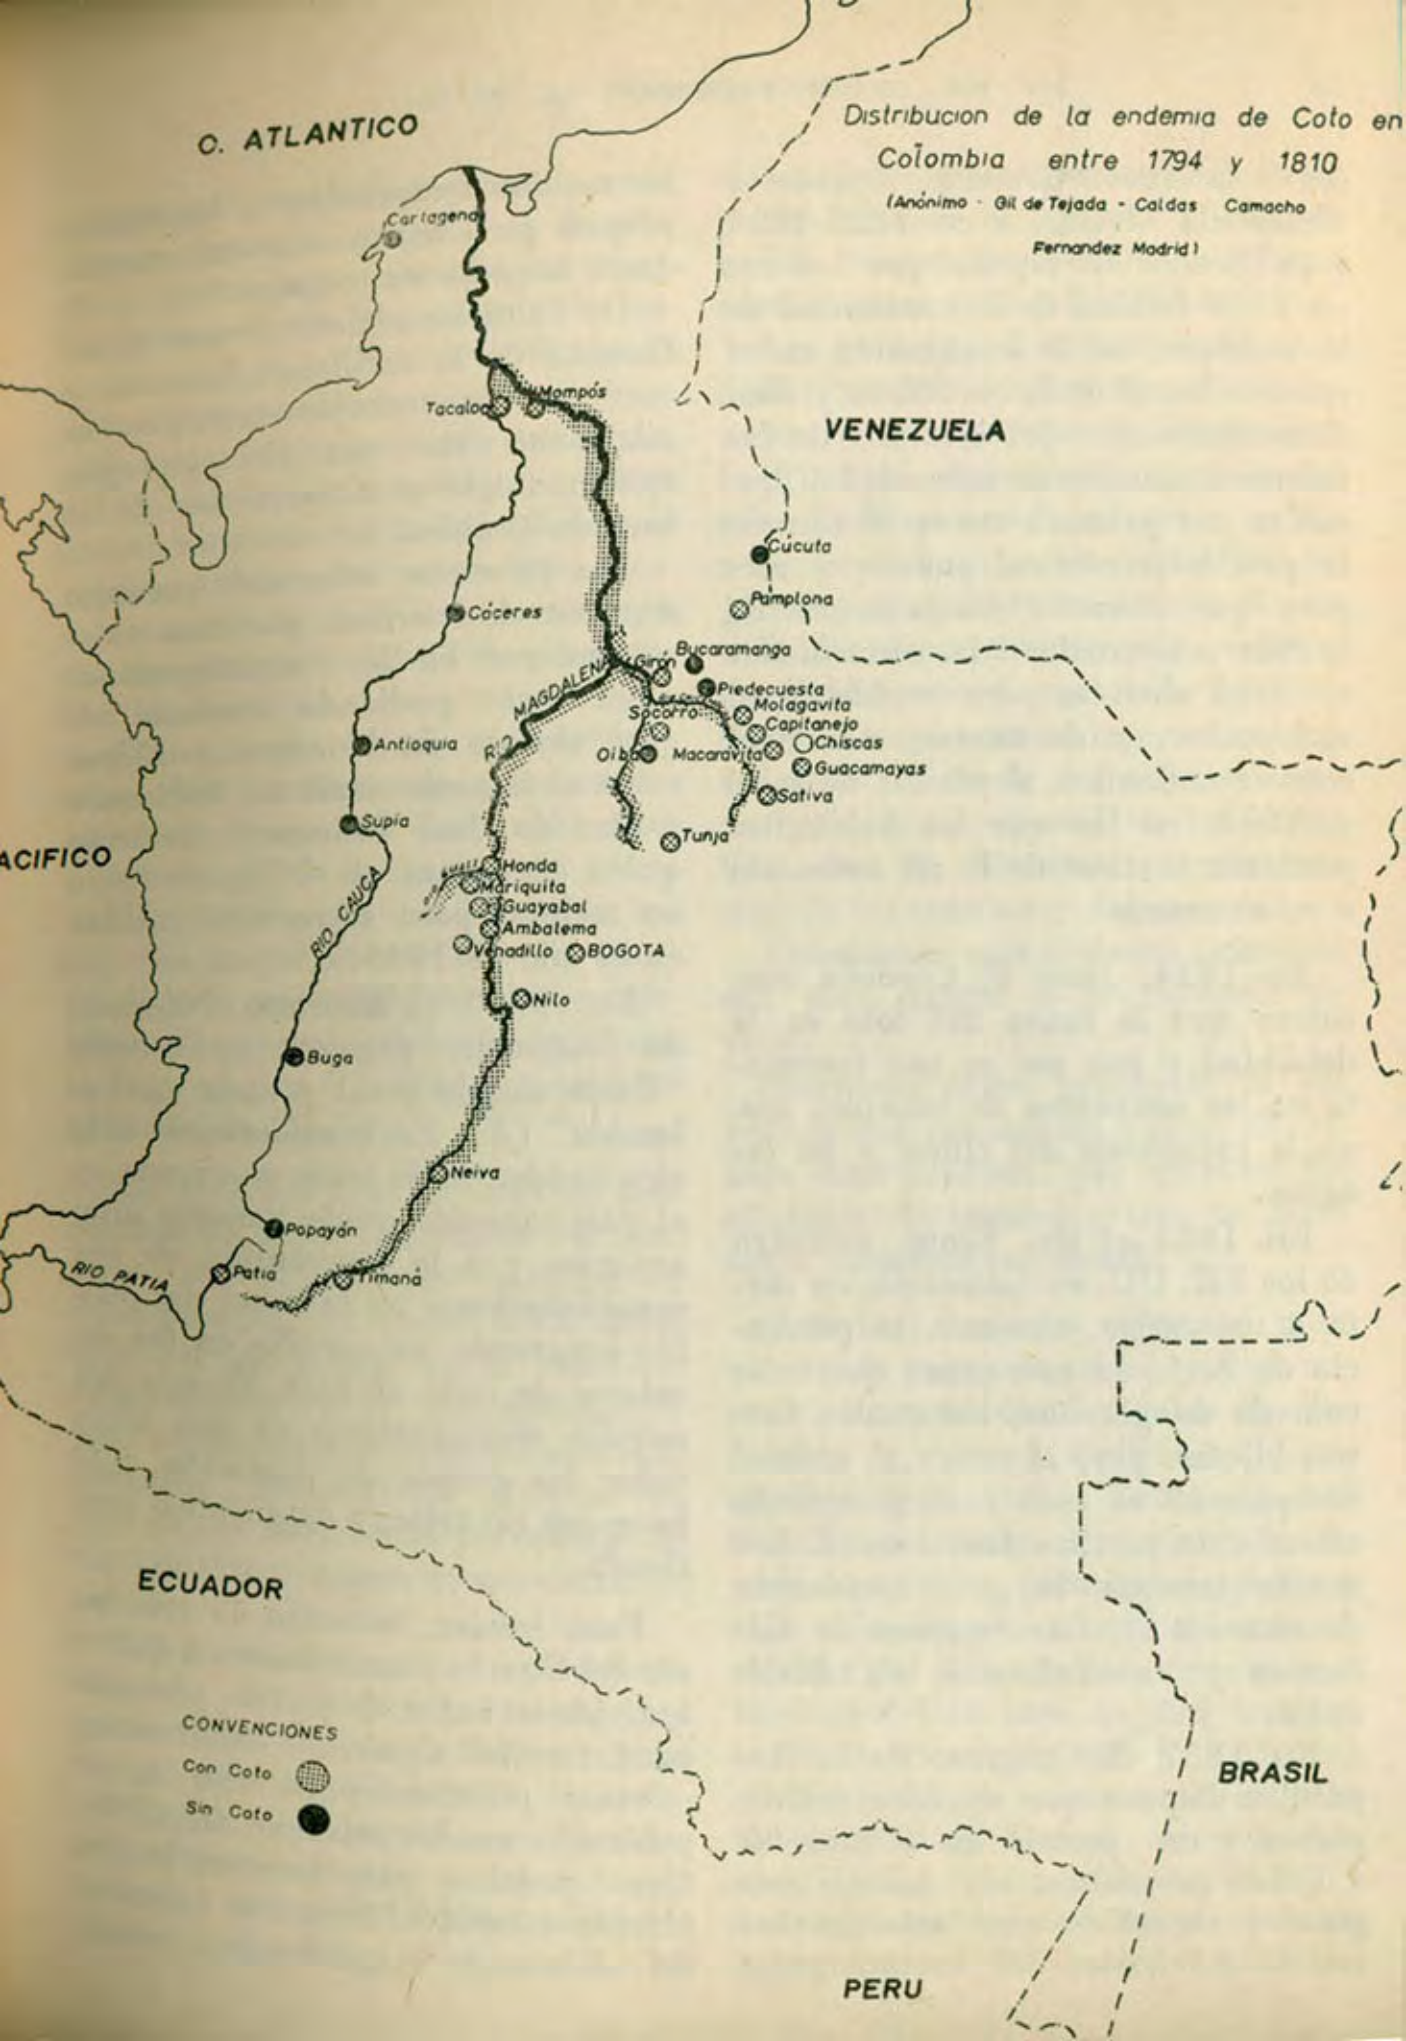 O. ATLANTICO
Distribucion de la endemia de Coto en
Colombia entre 1794 y 1810
(Anónimo - Gil de Tejada - Caldas Camacho
Fernandez Madrid)
Cartagena
Mompós
Tacaloa
VENEZUELA
Cúcuta
Pamplona
Cáceres
Bucaramanga
Girón
Piedecuesta
RIO MAGDALENA
Molagavita
Socorro
Capitanejo
Antioquia
Chiscas
Oiba
Macaravita
Guacamayas
Sativa
Supia
Tunja
ACIFICO
Honda
Mariquita
RIO CAUCA
Guayabal
Ambalema
Venadillo
BOGOTA
Nilo
Buga
Neiva
Popayán
RIO PATIA
Patia
Timaná
ECUADOR
CONVENCIONES
Con Coto
Sin Coto
BRASIL
PERU